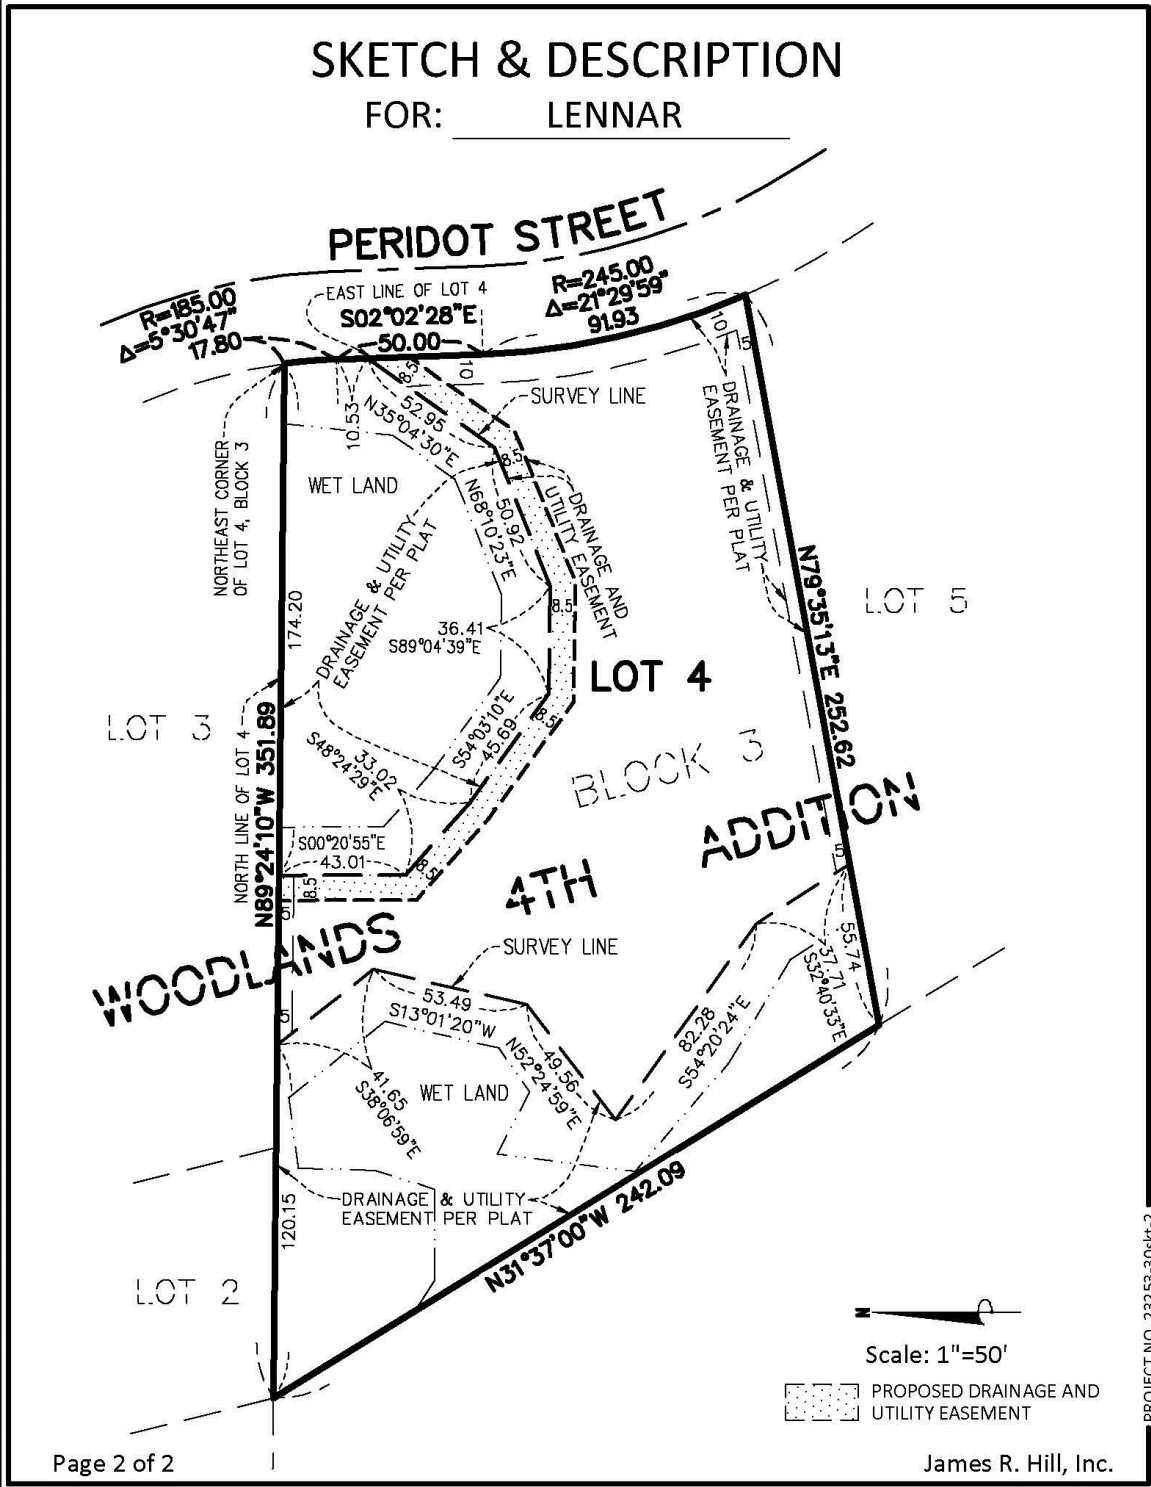 SKETCH & DESCRIPTION
FOR: LENNAR
PERIDOT STREET
R=185.00
Δ=5°30'47"
17.80
EAST LINE OF LOT 4
S02°02'28"E
50.00
R=245.00
Δ=21°29'59"
91.93
10
5
8.5
10
10.53
52.95
N35°04'30"E
SURVEY LINE
NORTHEAST CORNER
OF LOT 4, BLOCK 3
WET LAND
8.5
50.92
N68°10'23"E
DRAINAGE AND
UTILITY EASEMENT
DRAINAGE & UTILITY
EASEMENT PER PLAT
DRAINAGE & UTILITY
EASEMENT PER PLAT
N79°35'13"E 252.62
LOT 5
174.20
8.5
36.41
S89°04'39"E
LOT 4
LOT 3
NORTH LINE OF LOT 4
N89°24'10"W 351.89
8.5
S54°03'10"E
45.69
33.02
S48°24'29"E
BLOCK 3
S00°20'55"E
43.01
8.5
8.5
5
5
WOODLANDS 4TH ADDITION
SURVEY LINE
5
53.49
S13°01'20"W
49.56
N52°24'59"E
82.28
S54°20'24"E
55.74
37.71
S32°40'33"E
41.65
S38°06'59"E
WET LAND
DRAINAGE & UTILITY
EASEMENT PER PLAT
120.15
N31°37'00"W 242.09
LOT 2
N
Scale: 1"=50'
PROPOSED DRAINAGE AND
UTILITY EASEMENT
PROJECT NO. 23253-30skt-2
Page 2 of 2
James R. Hill, Inc.